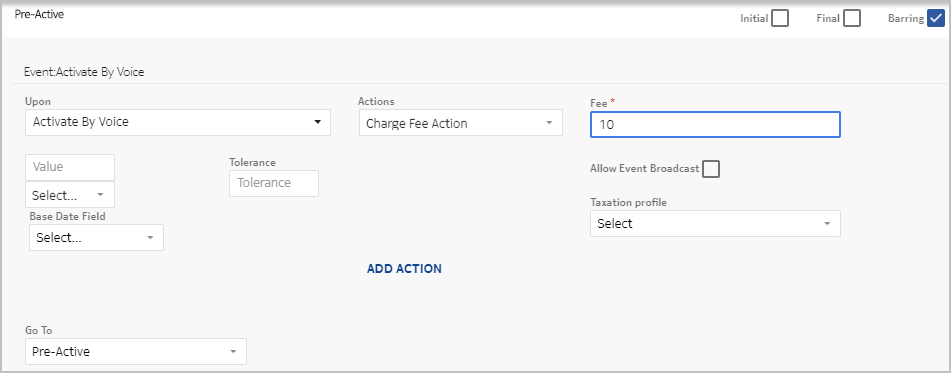 Pre-Active
Initial
Final
Barring
Event:Activate By Voice
Upon
Actions
Fee *
Activate By Voice
Charge Fee Action
10
Value
Tolerance
Allow Event Broadcast
Select...
Tolerance
Base Date Field
Taxation profile
Select...
Select
ADD ACTION
Go To
Pre-Active